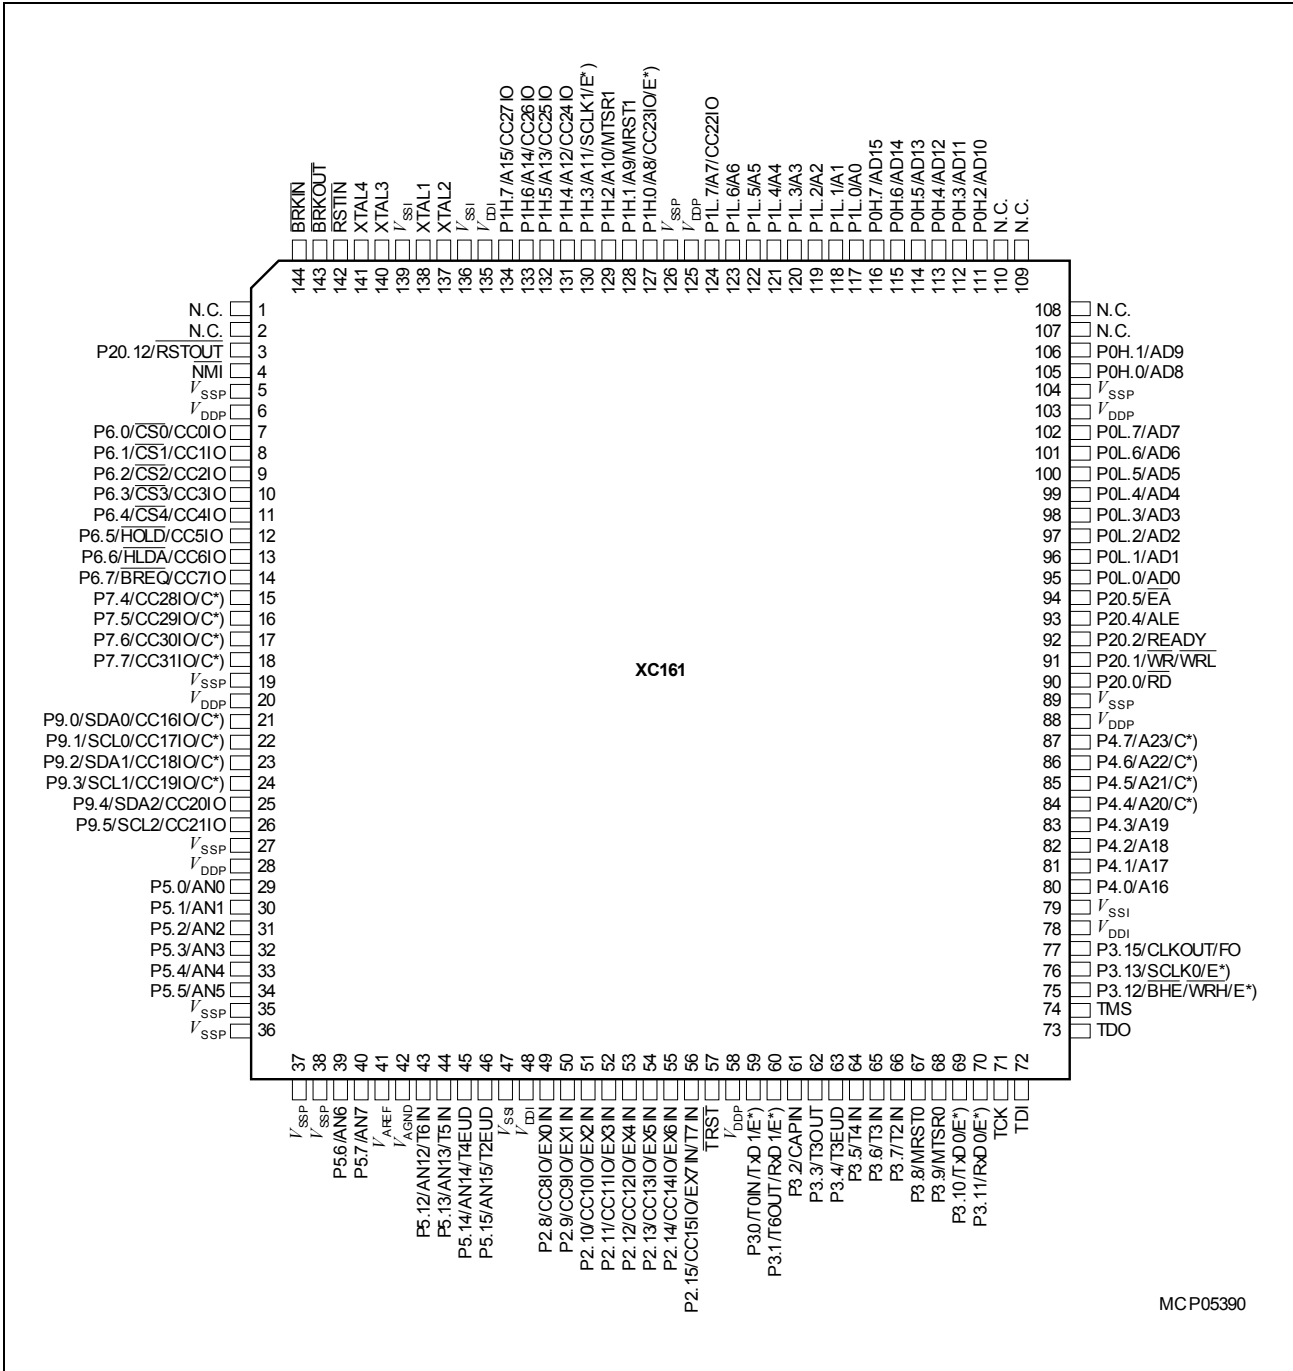 BRKIN
BRKOUT
RSTIN
XTAL4
XTAL3
VSSI
XTAL1
XTAL2
VSSI
VDDI
P1H.7/A15/CC27IO
P1H.6/A14/CC26IO
P1H.5/A13/CC25IO
P1H.4/A12/CC24IO
P1H.3/A11/SCLK1/E*)
P1H.2/A10/MTSR1
P1H.1/A9/MRST1
P1H.0/A8/CC23IO/E*)
VSSP
VDDP
P1L.7/A7/CC22IO
P1L.6/A6
P1L.5/A5
P1L.4/A4
P1L.3/A3
P1L.2/A2
P1L.1/A1
P1L.0/A0
P0H.7/AD15
P0H.6/AD14
P0H.5/AD13
P0H.4/AD12
P0H.3/AD11
P0H.2/AD10
N.C.
N.C.
144 143 142 141 140 139 138 137 136 135 134 133 132 131 130 129 128 127 126 125 124 123 122 121 120 119 118 117 116 115 114 113 112 111 110 109
N.C. 1
N.C. 2
P20.12/RSTOUT 3
NMI 4
VSSP 5
VDDP 6
P6.0/CS0/CC0IO 7
P6.1/CS1/CC1IO 8
P6.2/CS2/CC2IO 9
P6.3/CS3/CC3IO 10
P6.4/CS4/CC4IO 11
P6.5/HOLD/CC5IO 12
P6.6/HLDA/CC6IO 13
P6.7/BREQ/CC7IO 14
P7.4/CC28IO/C*) 15
P7.5/CC29IO/C*) 16
P7.6/CC30IO/C*) 17
P7.7/CC31IO/C*) 18
VSSP 19
VDDP 20
P9.0/SDA0/CC16IO/C*) 21
P9.1/SCL0/CC17IO/C*) 22
P9.2/SDA1/CC18IO/C*) 23
P9.3/SCL1/CC19IO/C*) 24
P9.4/SDA2/CC20IO 25
P9.5/SCL2/CC21IO 26
VSSP 27
VDDP 28
P5.0/AN0 29
P5.1/AN1 30
P5.2/AN2 31
P5.3/AN3 32
P5.4/AN4 33
P5.5/AN5 34
VSSP 35
VSSP 36
XC161
108 N.C.
107 N.C.
106 P0H.1/AD9
105 P0H.0/AD8
104 VSSP
103 VDDP
102 P0L.7/AD7
101 P0L.6/AD6
100 P0L.5/AD5
99 P0L.4/AD4
98 P0L.3/AD3
97 P0L.2/AD2
96 P0L.1/AD1
95 P0L.0/AD0
94 P20.5/EA
93 P20.4/ALE
92 P20.2/READY
91 P20.1/WR/WRL
90 P20.0/RD
89 VSSP
88 VDDP
87 P4.7/A23/C*)
86 P4.6/A22/C*)
85 P4.5/A21/C*)
84 P4.4/A20/C*)
83 P4.3/A19
82 P4.2/A18
81 P4.1/A17
80 P4.0/A16
79 VSSI
78 VDDI
77 P3.15/CLKOUT/FO
76 P3.13/SCLK0/E*)
75 P3.12/BHE/WRH/E*)
74 TMS
73 TDO
37 38 39 40 41 42 43 44 45 46 47 48 49 50 51 52 53 54 55 56 57 58 59 60 61 62 63 64 65 66 67 68 69 70 71 72
VSSP
VSSP
P5.6/AN6
P5.7/AN7
VAREF
VAGND
P5.12/AN12/T6IN
P5.13/AN13/T5IN
P5.14/AN14/T4EUD
P5.15/AN15/T2EUD
VSSI
VDDI
P2.8/CC8IO/EX0IN
P2.9/CC9IO/EX1IN
P2.10/CC10IO/EX2IN
P2.11/CC11IO/EX3IN
P2.12/CC12IO/EX4IN
P2.13/CC13IO/EX5IN
P2.14/CC14IO/EX6IN
P2.15/CC15IO/EX7IN/T7IN
TRST
VDDP
P3.0/T0IN/TxD1/E*)
P3.1/T6OUT/RxD1/E*)
P3.2/CAPIN
P3.3/T3OUT
P3.4/T3EUD
P3.5/T4IN
P3.6/T3IN
P3.7/T2IN
P3.8/MRST0
P3.9/MTSR0
P3.10/TxD0/E*)
P3.11/RxD0/E*)
TCK
TDI
MCP05390